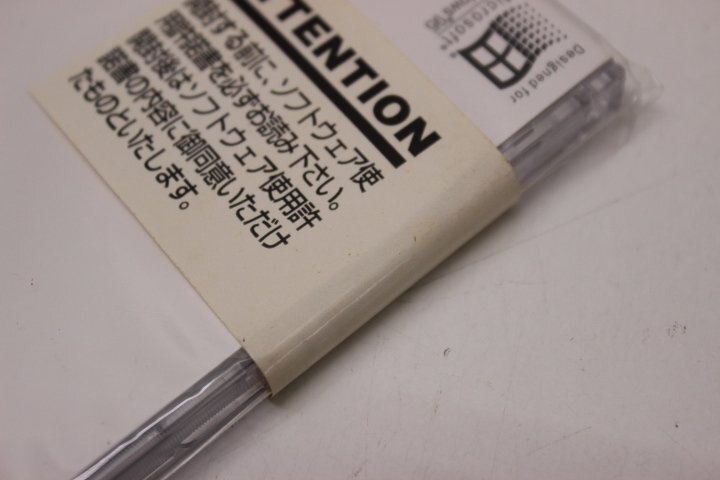 ATTENTION
開封する前に、ソフトウェア使
用許諾書を必ずお読み下さい。
開封後はソフトウェア使用許
諾書の内容に御同意いただけ
たものといたします。
Designed for
Microsoft®